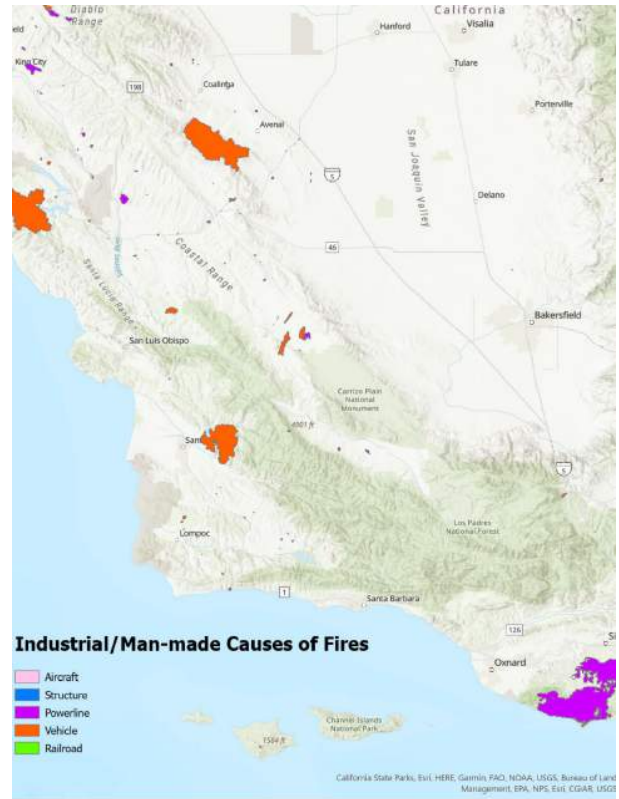 Diablo
Range
California
Visalia
Hanford
eld
King City
Tulare
198
Coalinga
Porterville
Avenal
San Joaquin Valley
5
Delano
46
Coastal Range
Santa Lucia Range
Bakersfield
San Luis Obispo
Carrizo Plain
National
Monument
San
5
Los Padres
National Forest
Lompoc
1
Santa Barbara
126
Si
Industrial/Man-made Causes of Fires
Oxnard
Aircraft
Structure
Powerline
Vehicle
Railroad
Channel Islands
National Park
California State Parks, Esri, HERE, Garmin, FAO, NOAA, USGS, Bureau of Land
Management, EPA, NPS, Esri, CGIAR, USGS